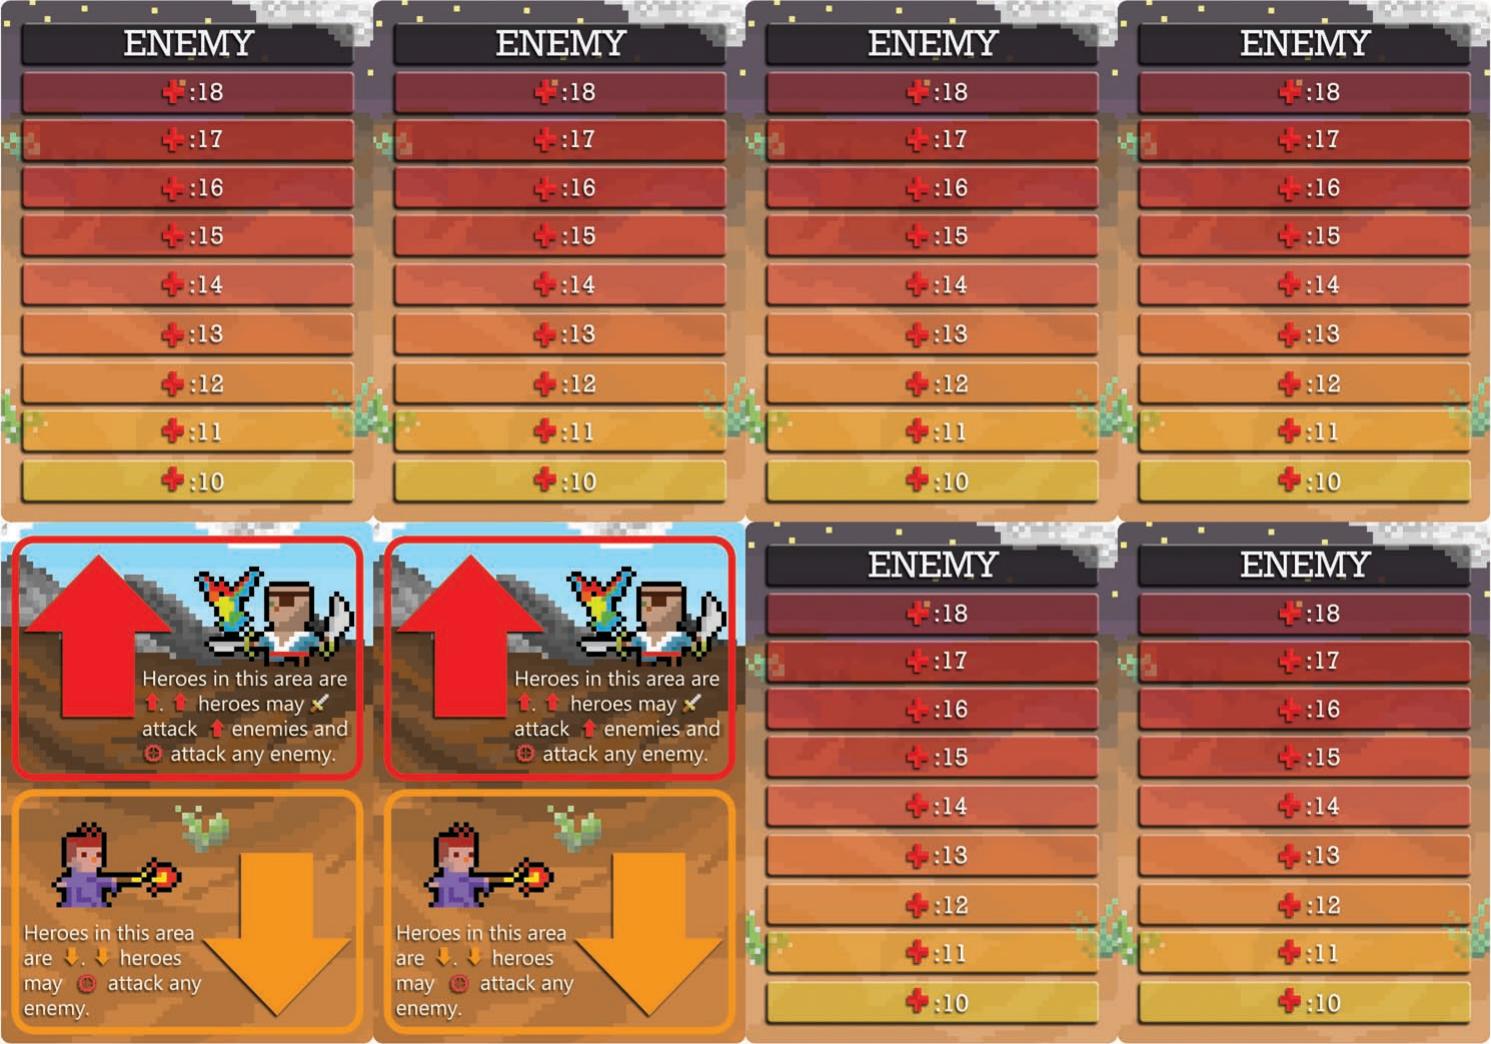 ENEMY
:18
:17
:16
:15
:14
:13
:12
:11
:10
ENEMY
:18
:17
:16
:15
:14
:13
:12
:11
:10
ENEMY
:18
:17
:16
:15
:14
:13
:12
:11
:10
ENEMY
:18
:17
:16
:15
:14
:13
:12
:11
:10
Heroes in this area are
. heroes may
attack enemies and
attack any enemy.
Heroes in this area
are . heroes
may attack any
enemy.
Heroes in this area are
. heroes may
attack enemies and
attack any enemy.
Heroes in this area
are . heroes
may attack any
enemy.
ENEMY
:18
:17
:16
:15
:14
:13
:12
:11
:10
ENEMY
:18
:17
:16
:15
:14
:13
:12
:11
:10